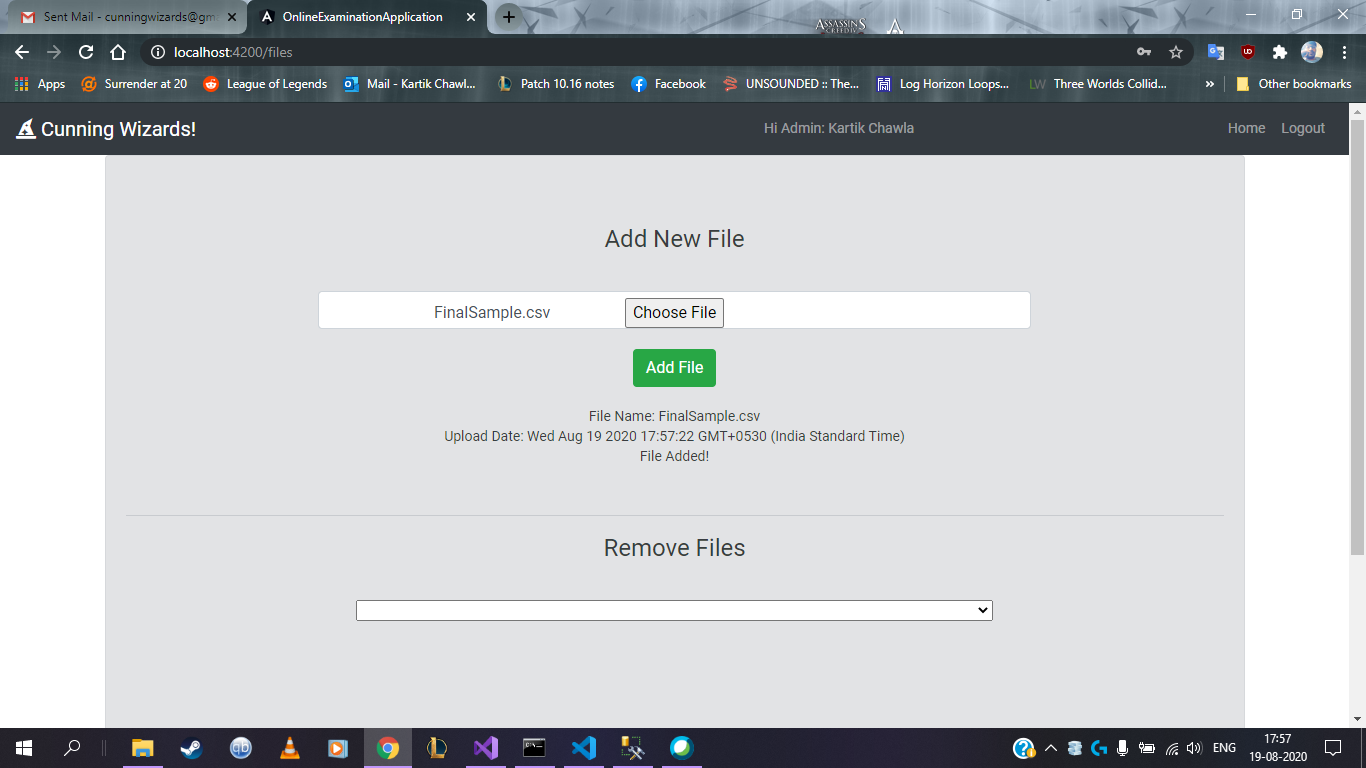 Sent Mail - cunningwizards@gm
OnlineExaminationApplication
ASSASSIN'S
CREED IV
localhost:4200/files
Apps
Surrender at 20
League of Legends
Mail - Kartik Chawl...
Patch 10.16 notes
Facebook
UNSOUNDED :: The...
Log Horizon Loops...
LW Three Worlds Collid...
»
Other bookmarks
Cunning Wizards!
Hi Admin: Kartik Chawla
Home
Logout
Add New File
FinalSample.csv
Choose File
Add File
File Name: FinalSample.csv
Upload Date: Wed Aug 19 2020 17:57:22 GMT+0530 (India Standard Time)
File Added!
Remove Files
qb
ENG
17:57
19-08-2020